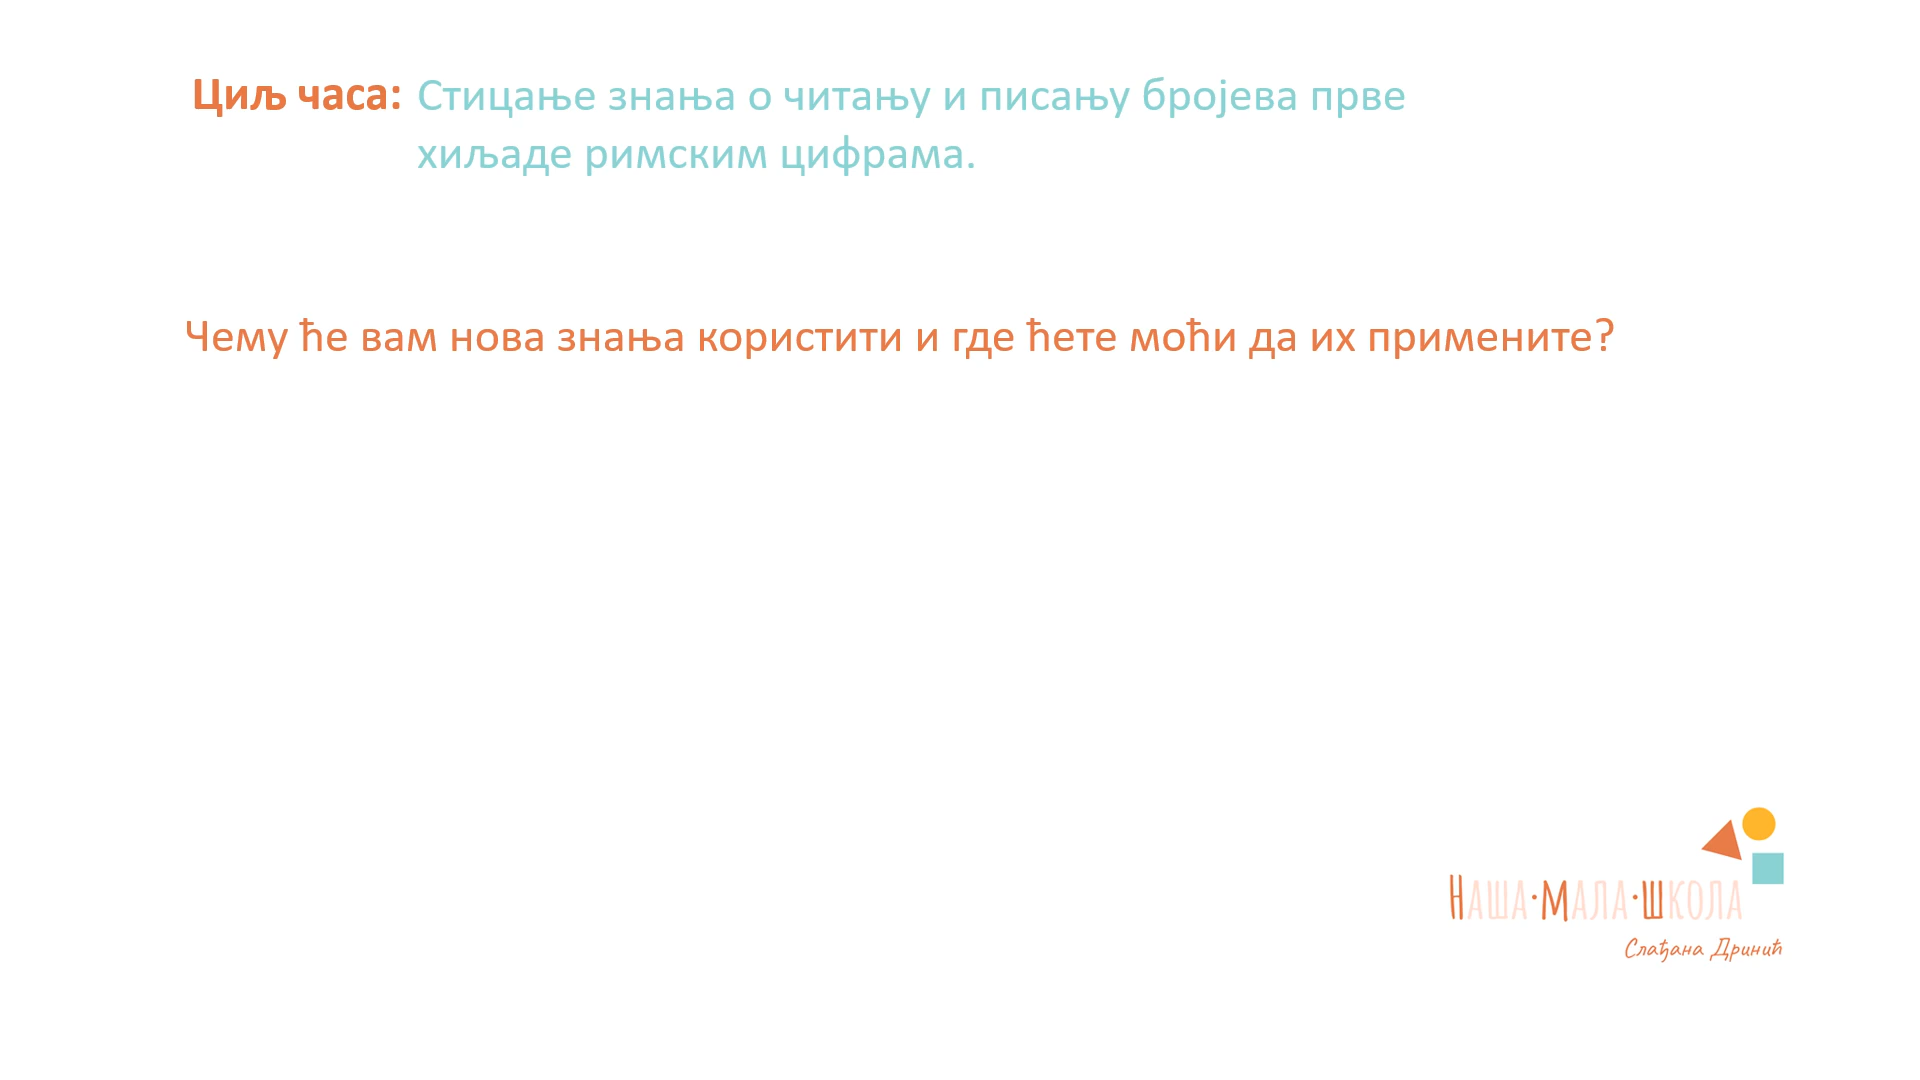 Циљ часа: Стицање знања о читању и писању бројева прве
хиљаде римским цифрама.
Чему ће вам нова знања користити и где ћете моћи да их примените?
НАША·МАЛА·ШКОЛА
Слађана Дринић